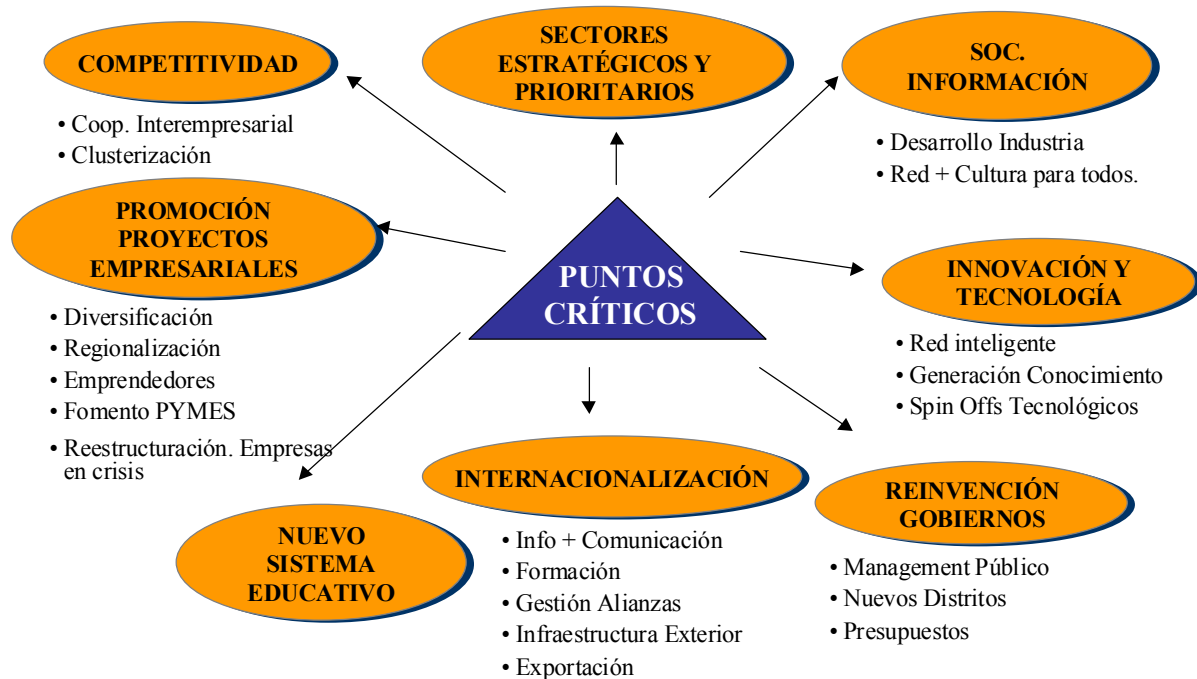 COMPETITIVIDAD
• Coop. Interempresarial
• Clusterización
SECTORES
ESTRATÉGICOS Y
PRIORITARIOS
SOC.
INFORMACIÓN
• Desarrollo Industria
• Red + Cultura para todos.
PROMOCIÓN
PROYECTOS
EMPRESARIALES
• Diversificación
• Regionalización
• Emprendedores
• Fomento PYMES
• Reestructuración. Empresas
en crisis
PUNTOS
CRÍTICOS
INNOVACIÓN Y
TECNOLOGÍA
• Red inteligente
• Generación Conocimiento
• Spin Offs Tecnológicos
NUEVO
SISTEMA
EDUCATIVO
INTERNACIONALIZACIÓN
• Info + Comunicación
• Formación
• Gestión Alianzas
• Infraestructura Exterior
• Exportación
REINVENCIÓN
GOBIERNOS
• Management Público
• Nuevos Distritos
• Presupuestos